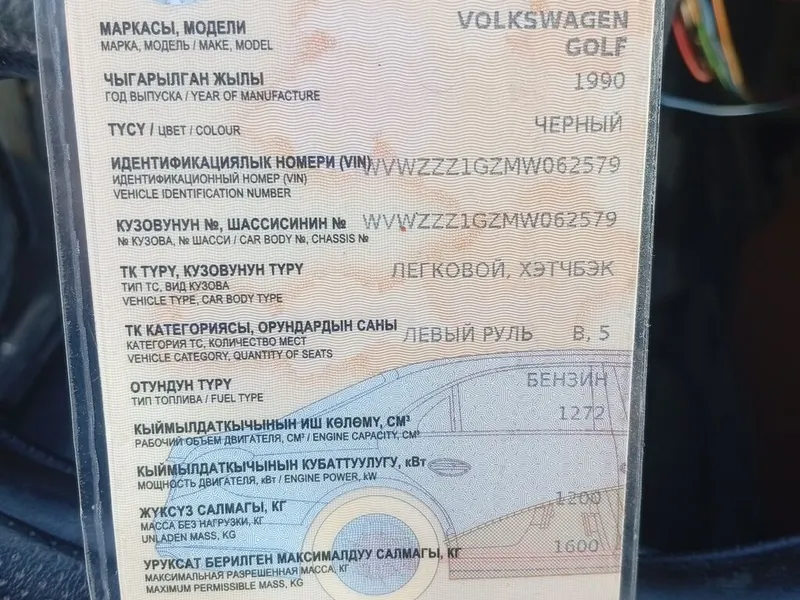 МАРКАСЫ, МОДЕЛИ
МАРКА, МОДЕЛЬ / MAKE, MODEL
VOLKSWAGEN
GOLF
ЧЫГАРЫЛГАН ЖЫЛЫ
ГОД ВЫПУСКА / YEAR OF MANUFACTURE
1990
ТҮСҮ / ЦВЕТ / COLOUR
ЧЕРНЫЙ
ИДЕНТИФИКАЦИЯЛЫК НОМЕРИ (VIN)
ИДЕНТИФИКАЦИОННЫЙ НОМЕР (VIN)
VEHICLE IDENTIFICATION NUMBER
WVWZZZ1GZMW062579
КУЗОВУНУН №, ШАССИСИНИН №
№ КУЗОВА, № ШАССИ / CAR BODY №, CHASSIS №
WVWZZZ1GZMW062579
ТК ТҮРҮ, КУЗОВУНУН ТҮРҮ
ТИП ТС, ВИД КУЗОВА
VEHICLE TYPE, CAR BODY TYPE
ЛЕГКОВОЙ, ХЭТЧБЭК
ТК КАТЕГОРИЯСЫ, ОРУНДАРДЫН САНЫ
КАТЕГОРИЯ ТС, КОЛИЧЕСТВО МЕСТ
VEHICLE CATEGORY, QUANTITY OF SEATS
ЛЕВЫЙ РУЛЬ B, 5
ОТУНДУН ТҮРҮ
ТИП ТОПЛИВА / FUEL TYPE
БЕНЗИН
КЫЙМЫЛДАТКЫЧЫНЫН ИШ КӨЛӨМҮ, СМ³
РАБОЧИЙ ОБЪЕМ ДВИГАТЕЛЯ, СМ³ / ENGINE CAPACITY, CM³
1272
КЫЙМЫЛДАТКЫЧЫНЫН КУБАТТУУЛУГУ, кВт
МОЩНОСТЬ ДВИГАТЕЛЯ, кВт / ENGINE POWER, kW
ЖҮКСҮЗ САЛМАГЫ, КГ
МАССА БЕЗ НАГРУЗКИ, КГ
UNLADEN MASS, KG
1200
УРУКСАТ БЕРИЛГЕН МАКСИМАЛДУУ САЛМАГЫ, КГ
МАКСИМАЛЬНАЯ РАЗРЕШЕННАЯ МАССА, КГ
MAXIMUM PERMISSIBLE MASS, KG
1600